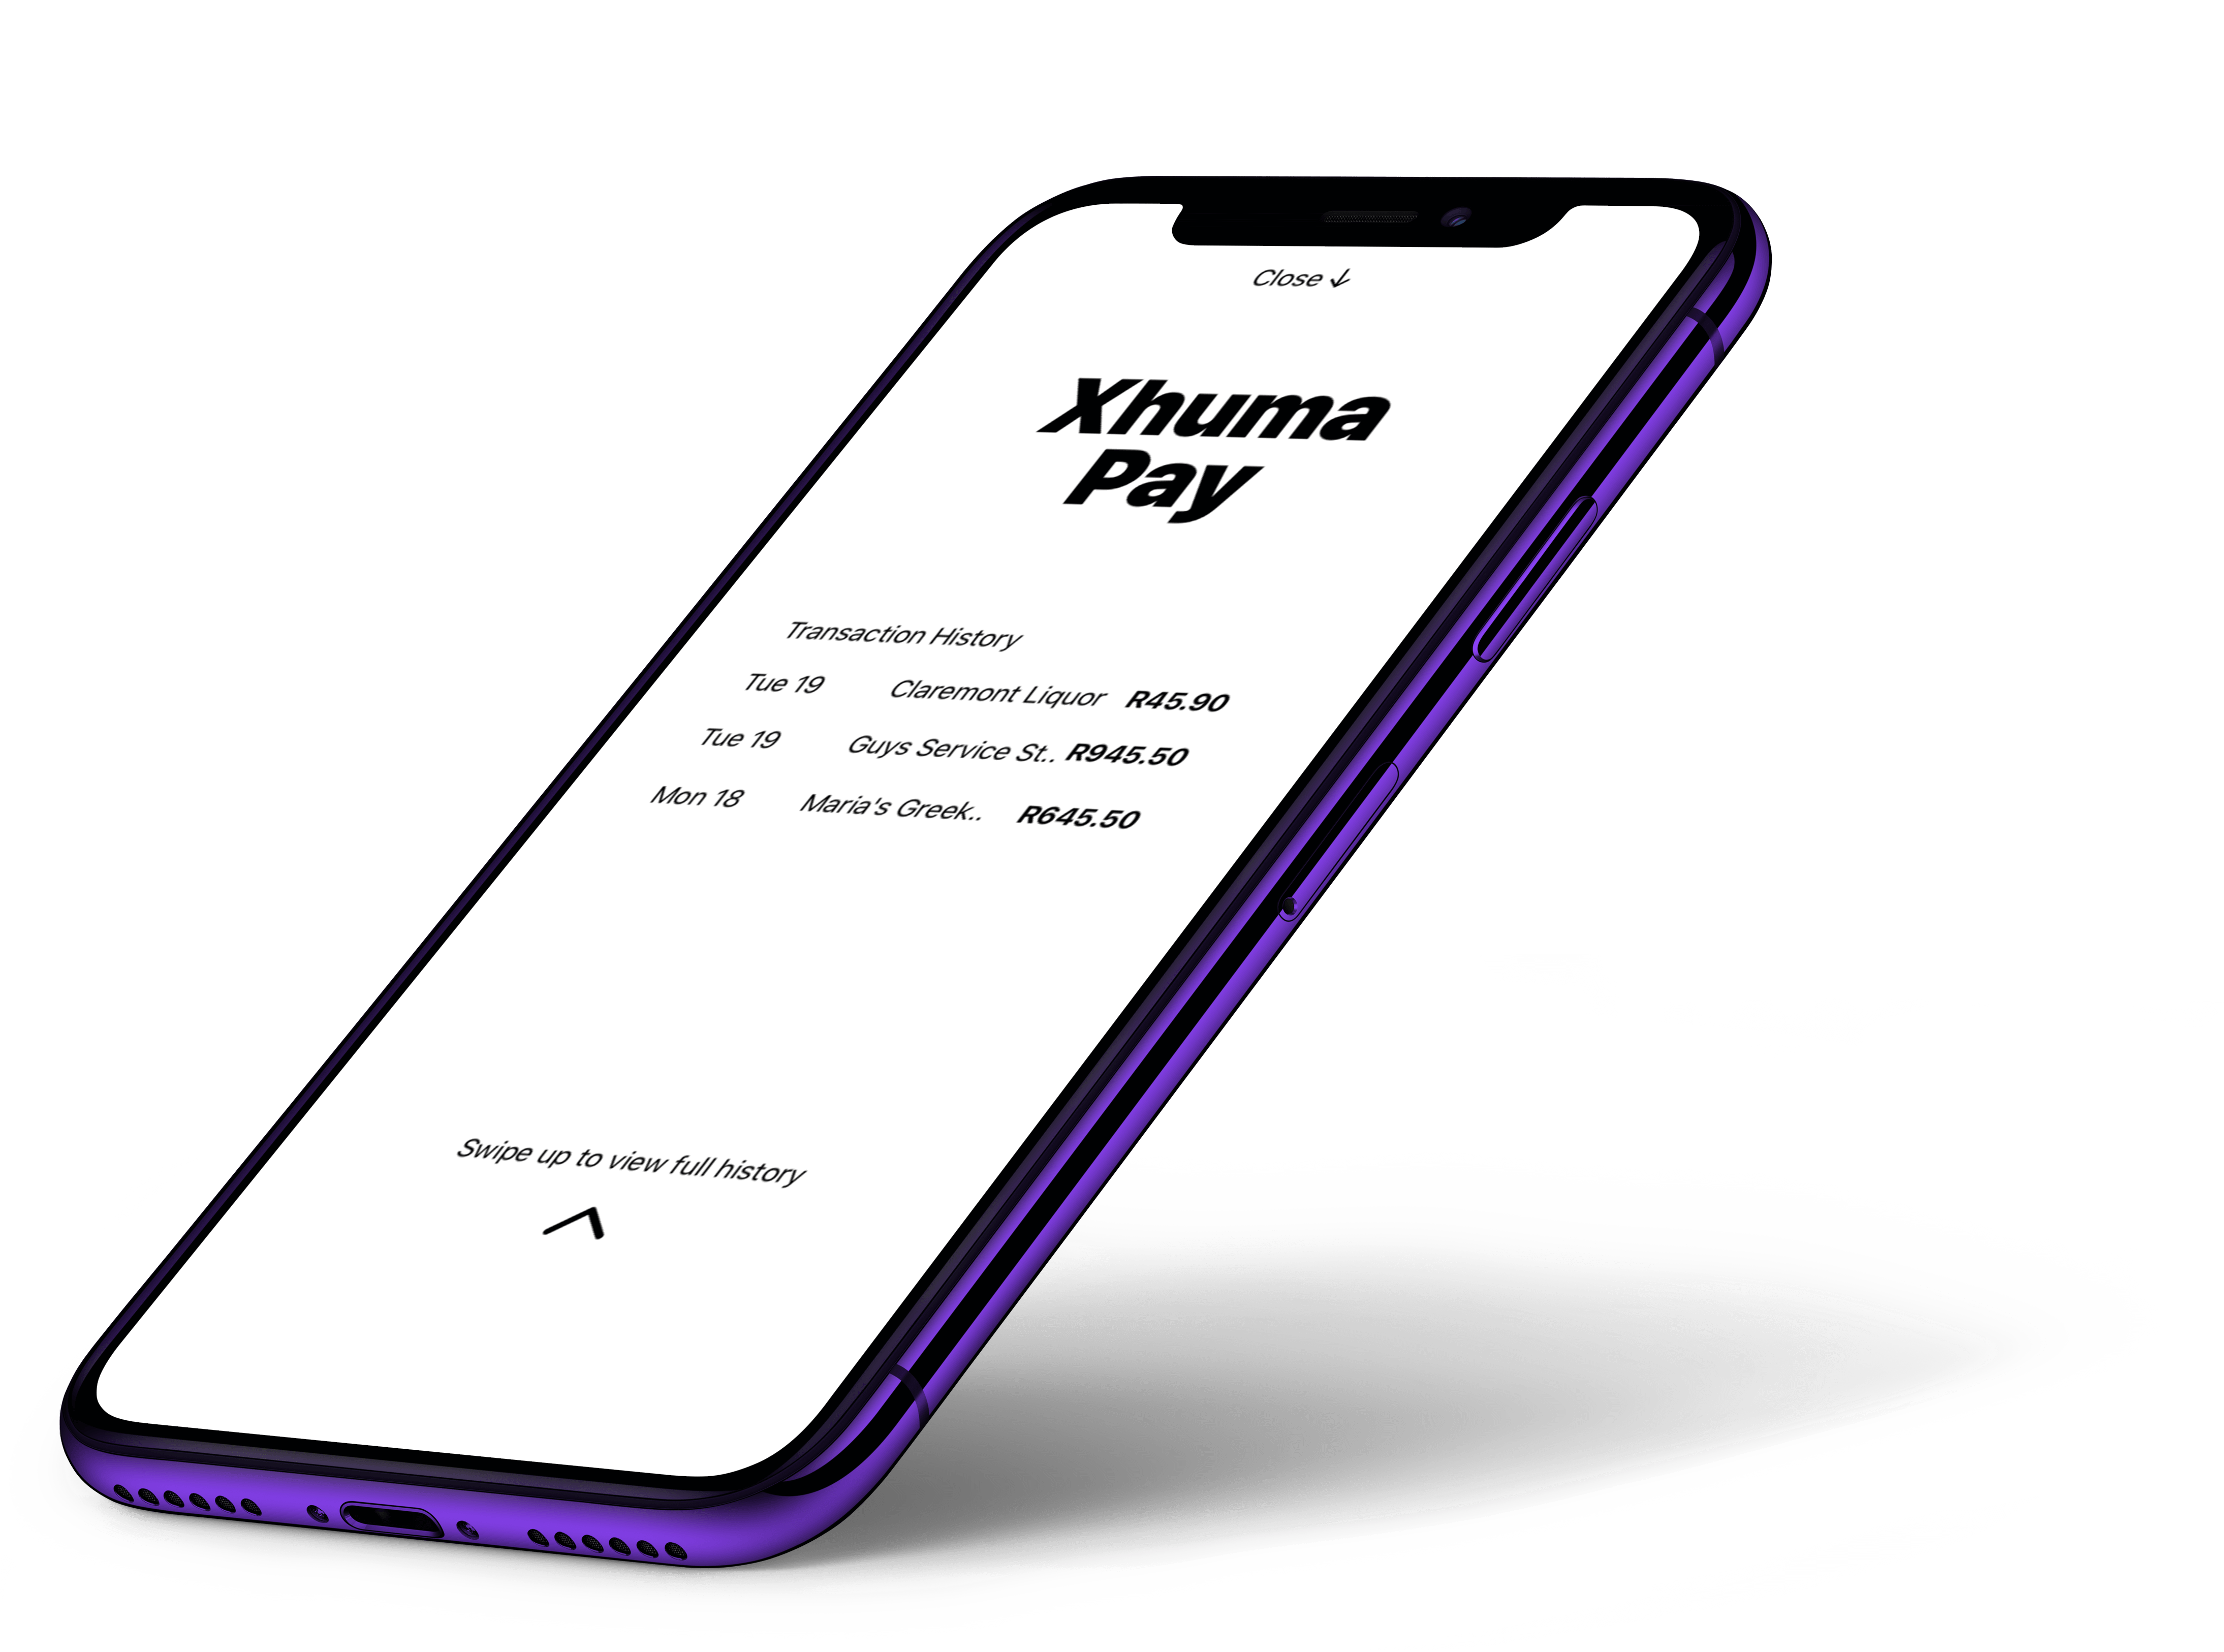 Close ↓
Xhuma
Pay
Transaction History
Tue 19 Claremont Liquor R45.90
Tue 19 Guys Service St.. R945.50
Mon 18 Maria's Greek.. R645.50
Swipe up to view full history